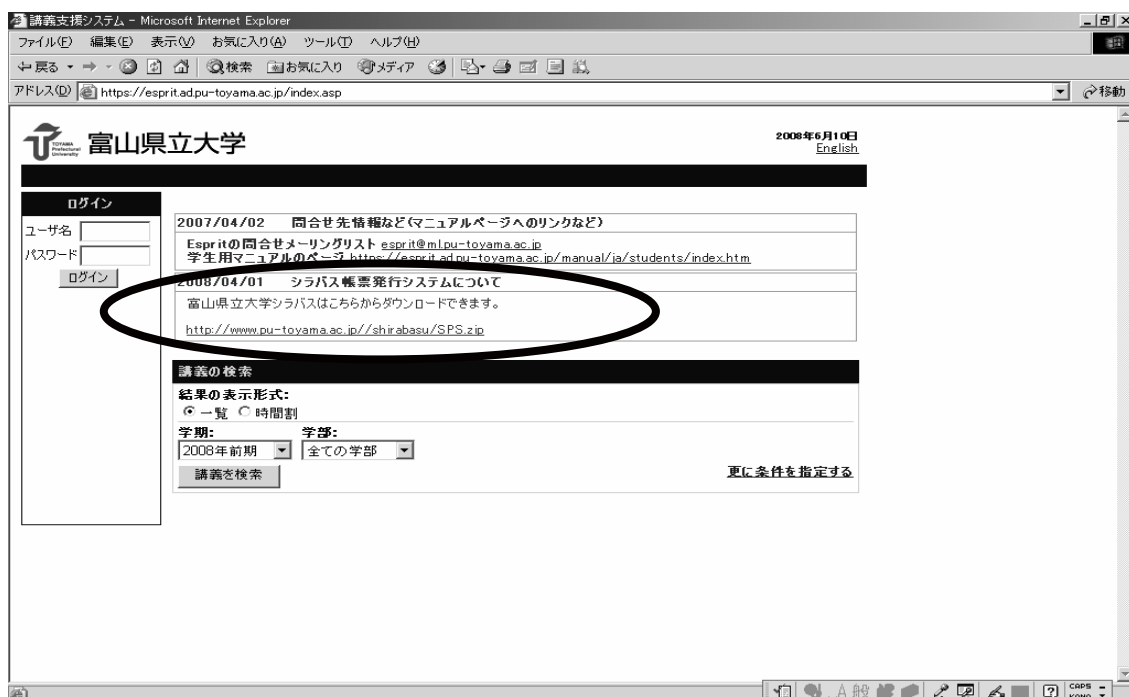 講義支援システム - Microsoft Internet Explorer
ファイル(F) 編集(E) 表示(V) お気に入り(A) ツール(T) ヘルプ(H)
戻る 検索 お気に入り メディア
アドレス(D) https://esprit.ad.pu-toyama.ac.jp/index.asp 移動
TOYAMA Prefectural University 富山県立大学
2008年6月10日
English
ログイン
ユーザ名
パスワード
ログイン
2007/04/02 問合せ先情報など(マニュアルページへのリンクなど)
Espritの問合せメーリングリスト esprit@ml.pu-toyama.ac.jp
学生用マニュアルのページ https://esprit.ad.pu-toyama.ac.jp/manual/ja/students/index.htm
2008/04/01 シラバス帳票発行システムについて
富山県立大学シラバスはこちらからダウンロードできます。
http://www.pu-toyama.ac.jp//shirabasu/SPS.zip
講義の検索
結果の表示形式:
一覧 時間割
学期: 学部:
2008年前期 全ての学部
講義を検索 更に条件を指定する
A 般 CAPS
KANA